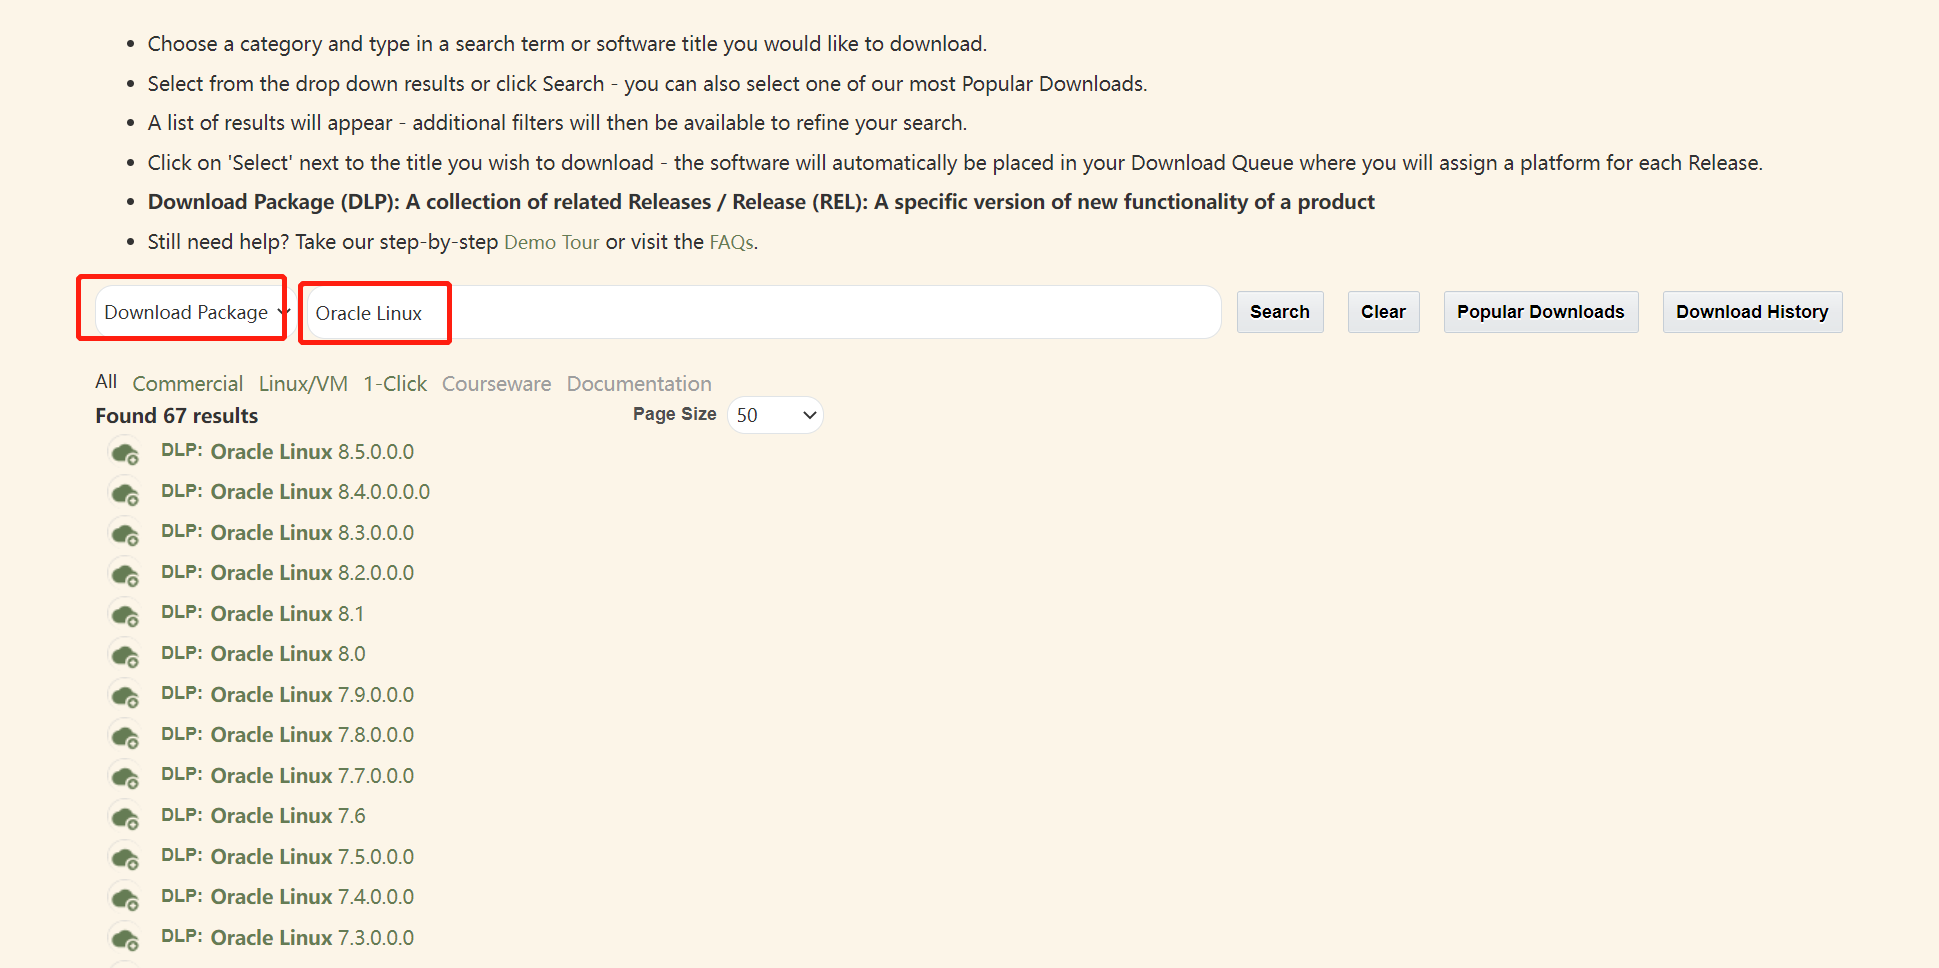 Choose a category and type in a search term or software title you would like to download.
Select from the drop down results or click Search - you can also select one of our most Popular Downloads.
A list of results will appear - additional filters will then be available to refine your search.
Click on 'Select' next to the title you wish to download - the software will automatically be placed in your Download Queue where you will assign a platform for each Release.
Download Package (DLP): A collection of related Releases / Release (REL): A specific version of new functionality of a product
Still need help? Take our step-by-step Demo Tour or visit the FAQs.
Download Package Oracle Linux Search Clear Popular Downloads Download History
All Commercial Linux/VM 1-Click Courseware Documentation
Found 67 results Page Size 50
DLP: Oracle Linux 8.5.0.0.0
DLP: Oracle Linux 8.4.0.0.0.0
DLP: Oracle Linux 8.3.0.0.0
DLP: Oracle Linux 8.2.0.0.0
DLP: Oracle Linux 8.1
DLP: Oracle Linux 8.0
DLP: Oracle Linux 7.9.0.0.0
DLP: Oracle Linux 7.8.0.0.0
DLP: Oracle Linux 7.7.0.0.0
DLP: Oracle Linux 7.6
DLP: Oracle Linux 7.5.0.0.0
DLP: Oracle Linux 7.4.0.0.0
DLP: Oracle Linux 7.3.0.0.0